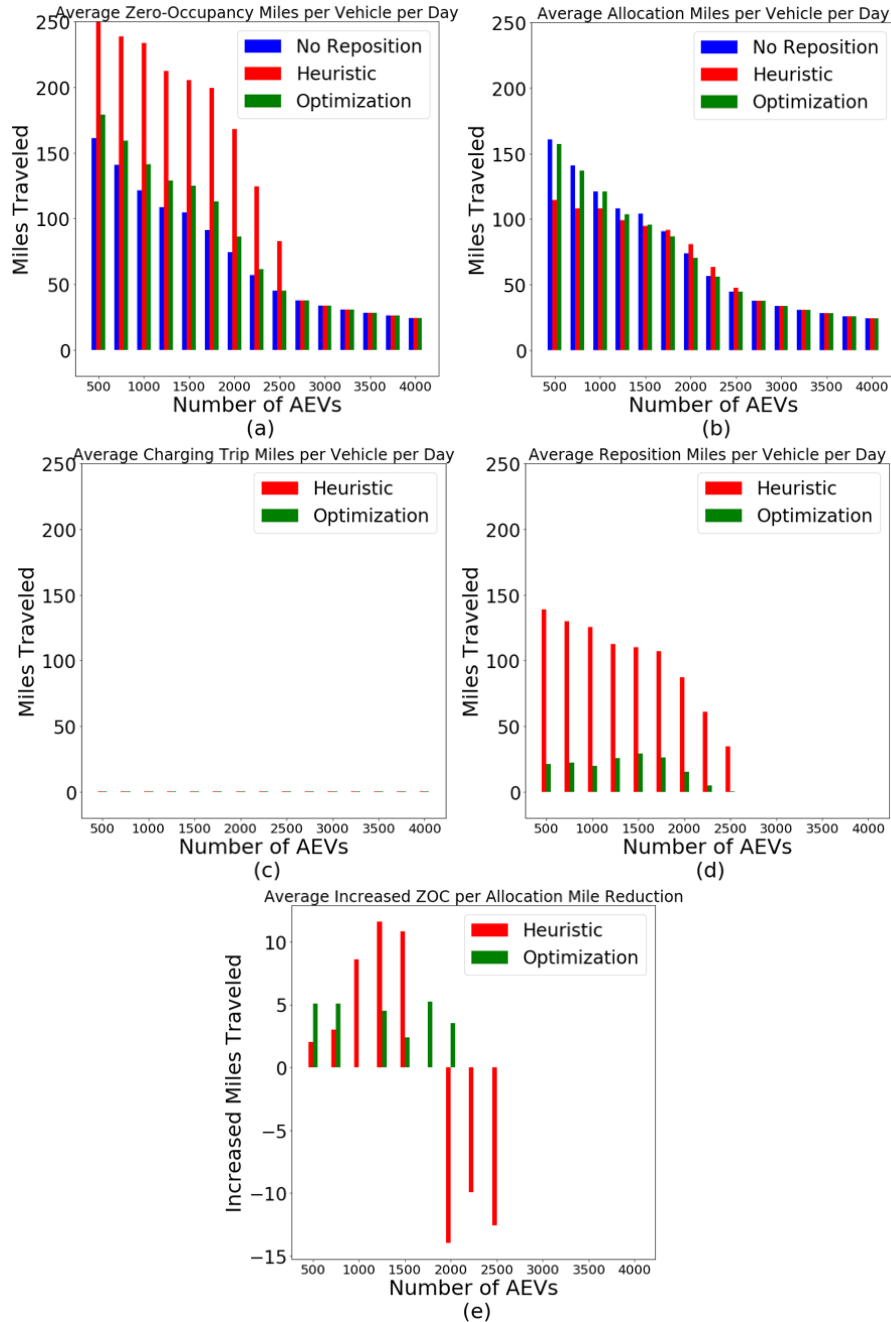 Average Zero-Occupancy Miles per Vehicle per Day
250
200
150
100
50
0
Miles Traveled
No Reposition
Heuristic
Optimization
500 1000 1500 2000 2500 3000 3500 4000
Number of AEVs
(a)
Average Allocation Miles per Vehicle per Day
250
200
150
100
50
0
Miles Traveled
No Reposition
Heuristic
Optimization
500 1000 1500 2000 2500 3000 3500 4000
Number of AEVs
(b)
Average Charging Trip Miles per Vehicle per Day
250
200
150
100
50
0
Miles Traveled
Heuristic
Optimization
500 1000 1500 2000 2500 3000 3500 4000
Number of AEVs
(c)
Average Reposition Miles per Vehicle per Day
250
200
150
100
50
0
Miles Traveled
Heuristic
Optimization
500 1000 1500 2000 2500 3000 3500 4000
Number of AEVs
(d)
Average Increased ZOC per Allocation Mile Reduction
10
5
0
−5
−10
−15
Increased Miles Traveled
Heuristic
Optimization
500 1000 1500 2000 2500 3000 3500 4000
Number of AEVs
(e)